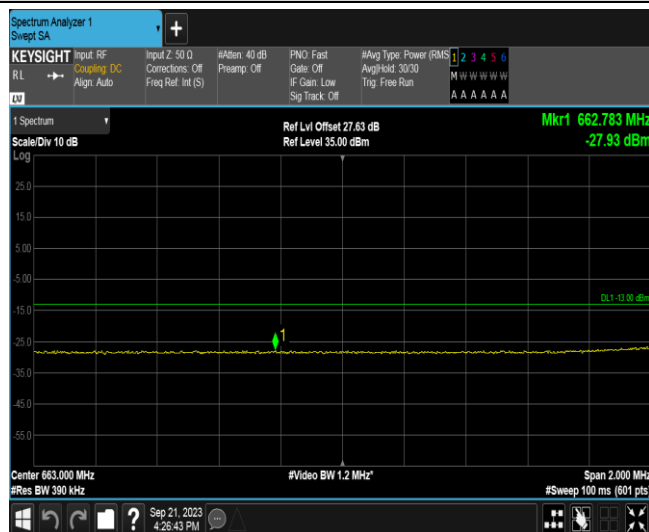 Spectrum Analyzer 1
Swept SA
+
KEYSIGHT
RL
LXI
Input: RF
Coupling: DC
Align: Auto
Input Z: 50 Ω
Corrections: Off
Freq Ref: Int (S)
#Atten: 40 dB
Preamp: Off
PNO: Fast
Gate: Off
IF Gain: Low
Sig Track: Off
#Avg Type: Power (RMS
Avg|Hold: 30/30
Trig: Free Run
1 2 3 4 5 6
M W W W W W
A A A A A A
1 Spectrum
Scale/Div 10 dB
Ref Lvl Offset 27.63 dB
Ref Level 35.00 dBm
Mkr1 662.783 MHz
-27.93 dBm
Log
25.0
15.0
5.00
-5.00
DL1 -13.00 dBm
-15.0
1
-25.0
-35.0
-45.0
-55.0
Center 663.000 MHz
#Res BW 390 kHz
#Video BW 1.2 MHz*
Span 2.000 MHz
#Sweep 100 ms (601 pts)
?
Sep 21, 2023
4:26:43 PM